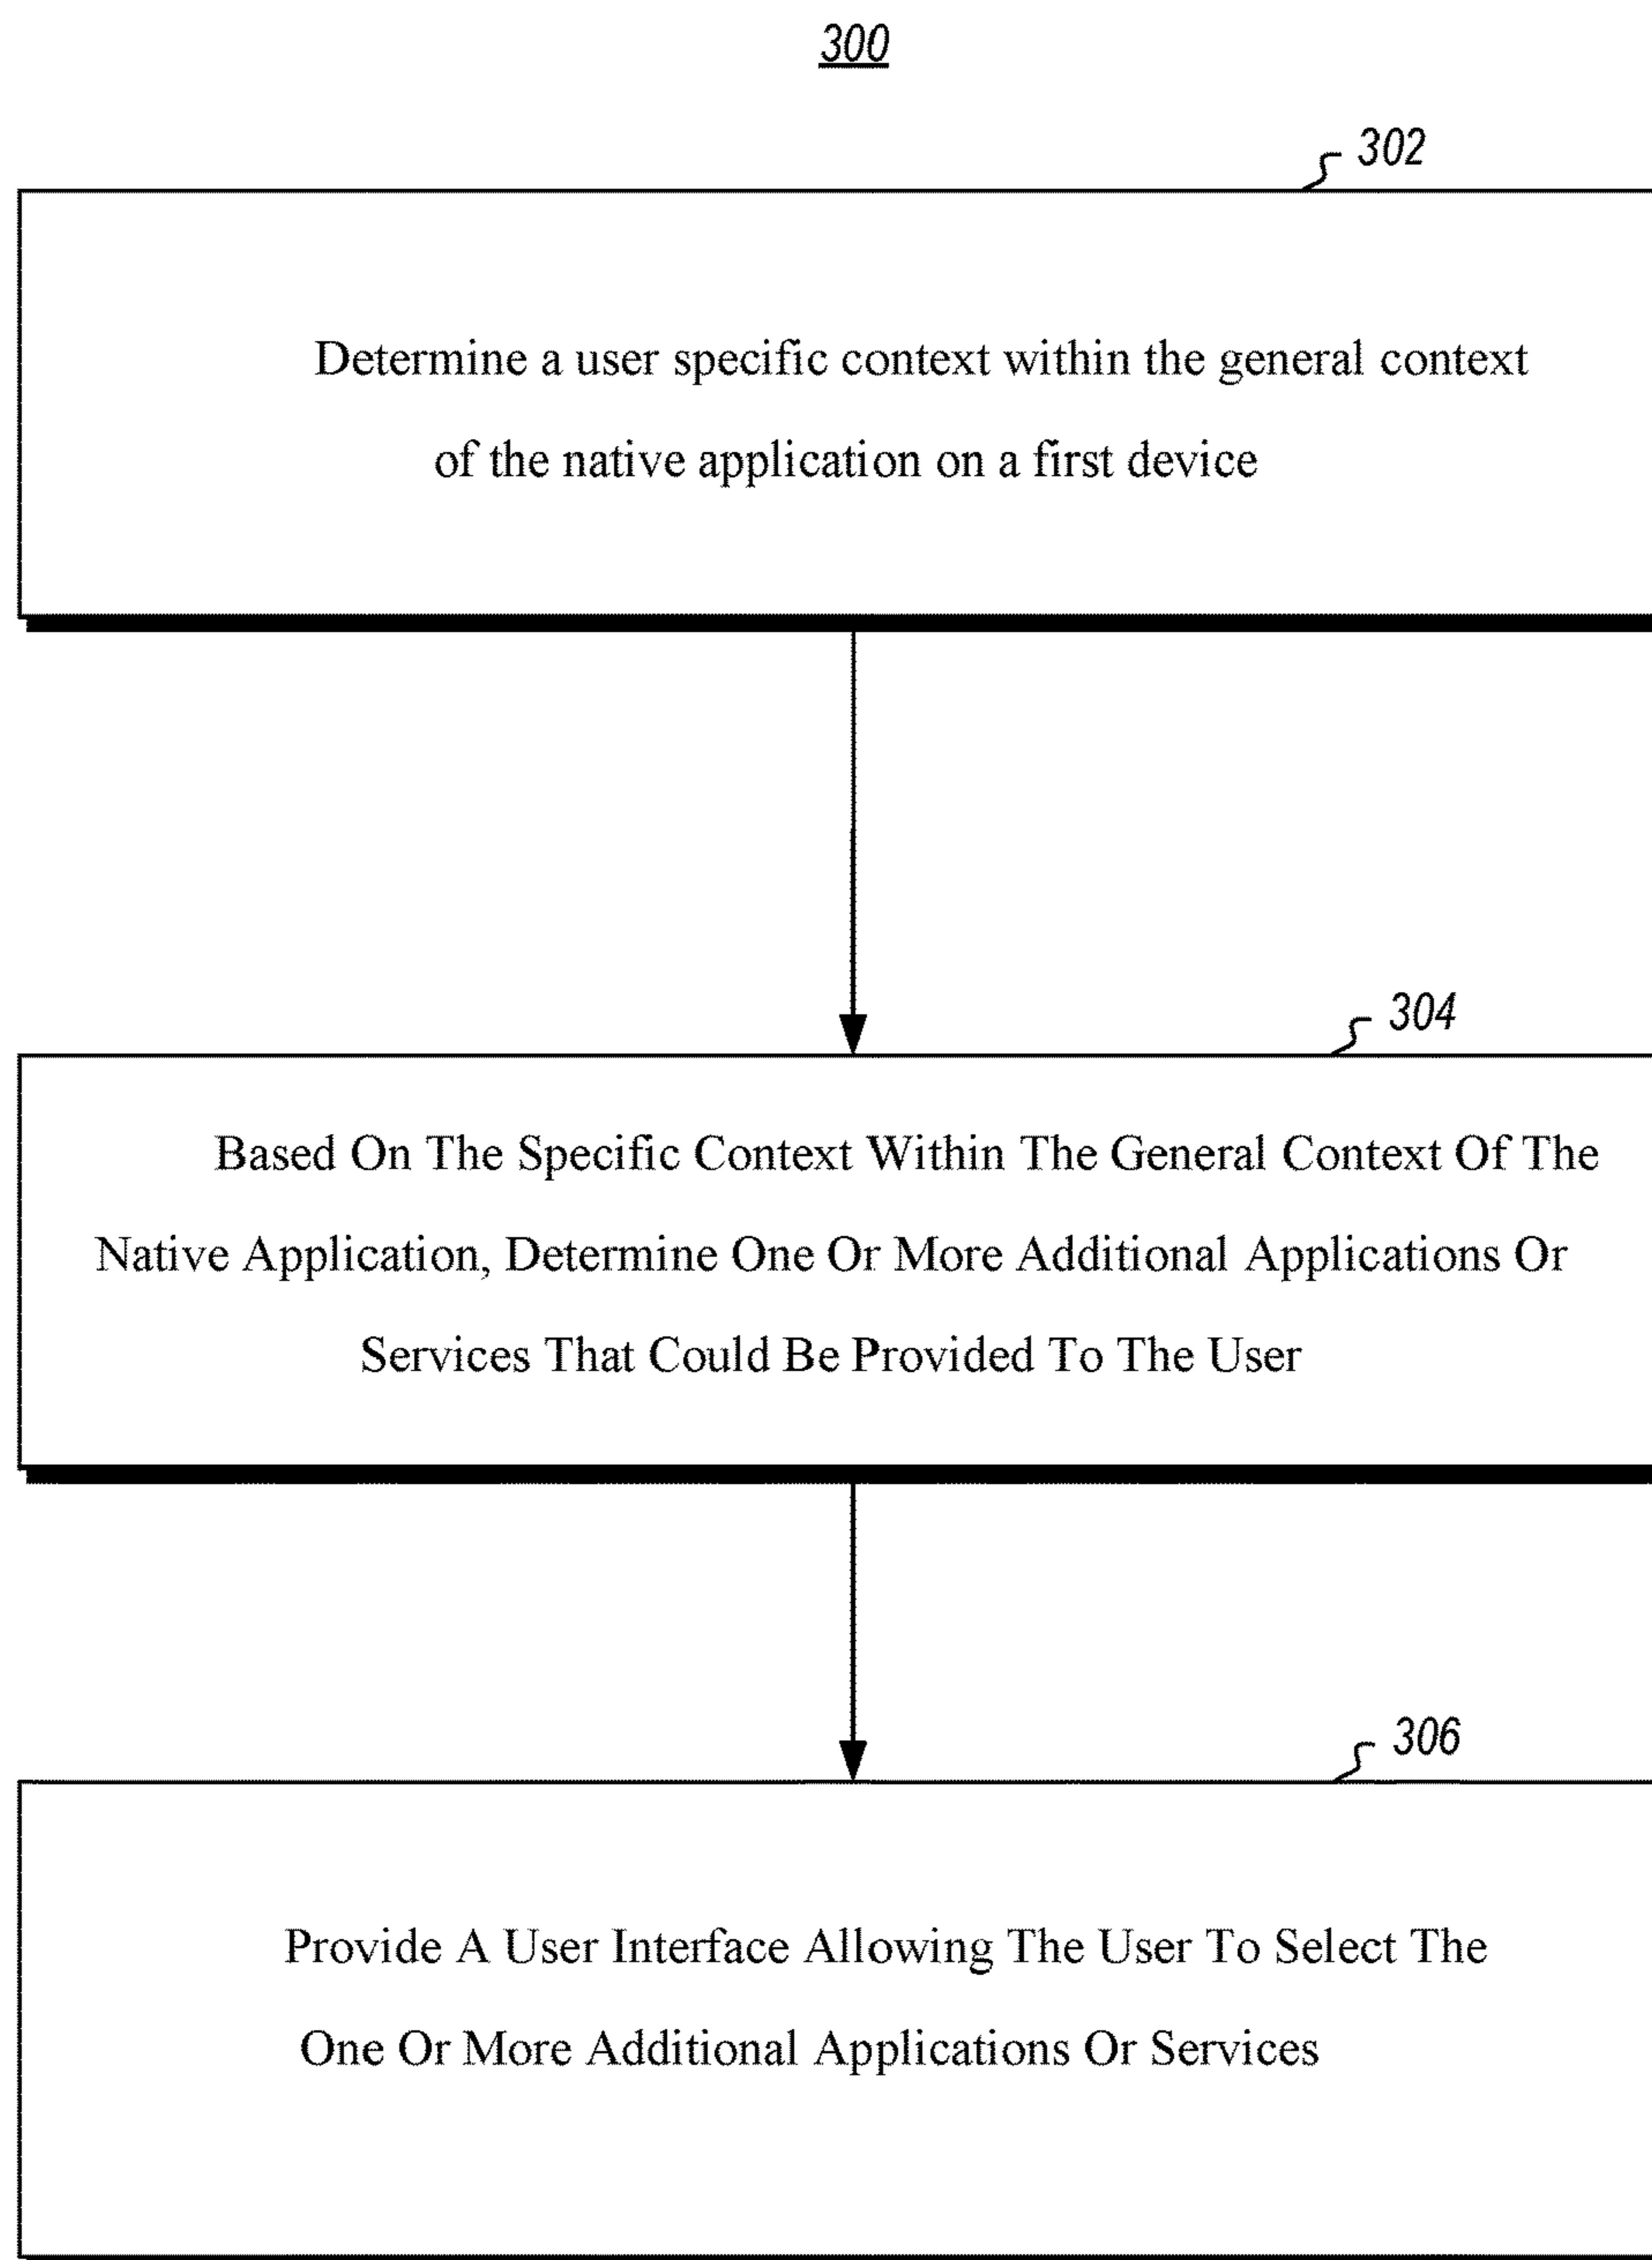 300
302
Determine a user specific context within the general context
of the native application on a first device
304
Based On The Specific Context Within The General Context Of The
Native Application, Determine One Or More Additional Applications Or
Services That Could Be Provided To The User
306
Provide A User Interface Allowing The User To Select The
One Or More Additional Applications Or Services